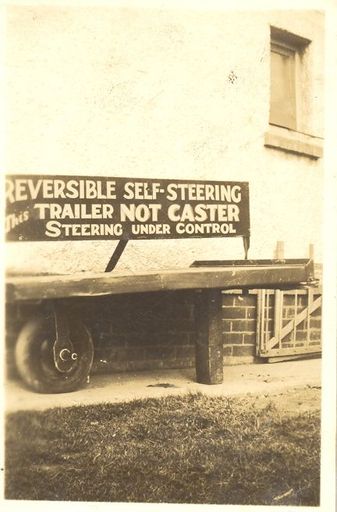 REVERSIBLE SELF-STEERING
This TRAILER NOT CASTER
STEERING UNDER CONTROL